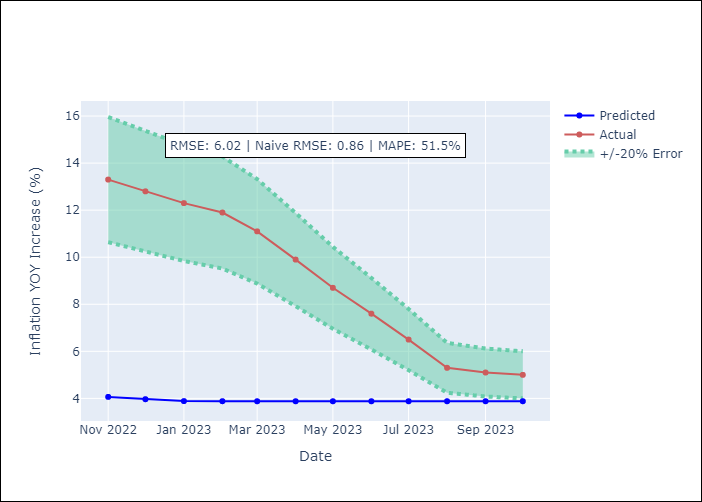 RMSE: 6.02 | Naive RMSE: 0.86 | MAPE: 51.5%
Predicted
Actual
+/-20% Error
Inflation YOY Increase (%)
16
14
12
10
8
6
4
Nov 2022
Jan 2023
Mar 2023
May 2023
Jul 2023
Sep 2023
Date